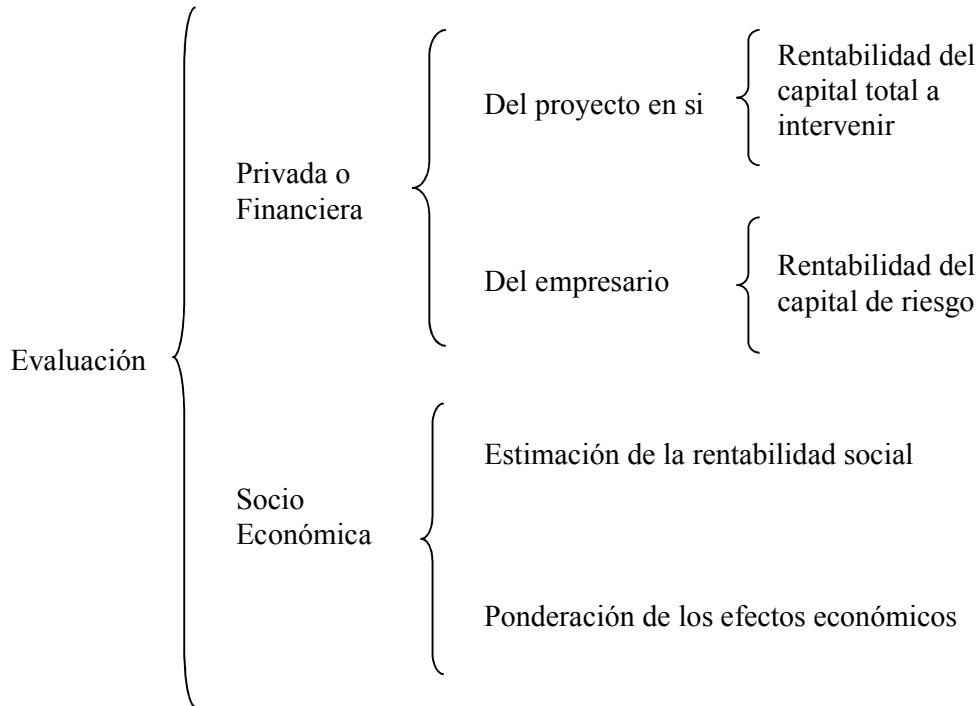 Evaluación
Privada o
Financiera
Del proyecto en si
Rentabilidad del
capital total a
intervenir
Del empresario
Rentabilidad del
capital de riesgo
Socio
Económica
Estimación de la rentabilidad social
Ponderación de los efectos económicos